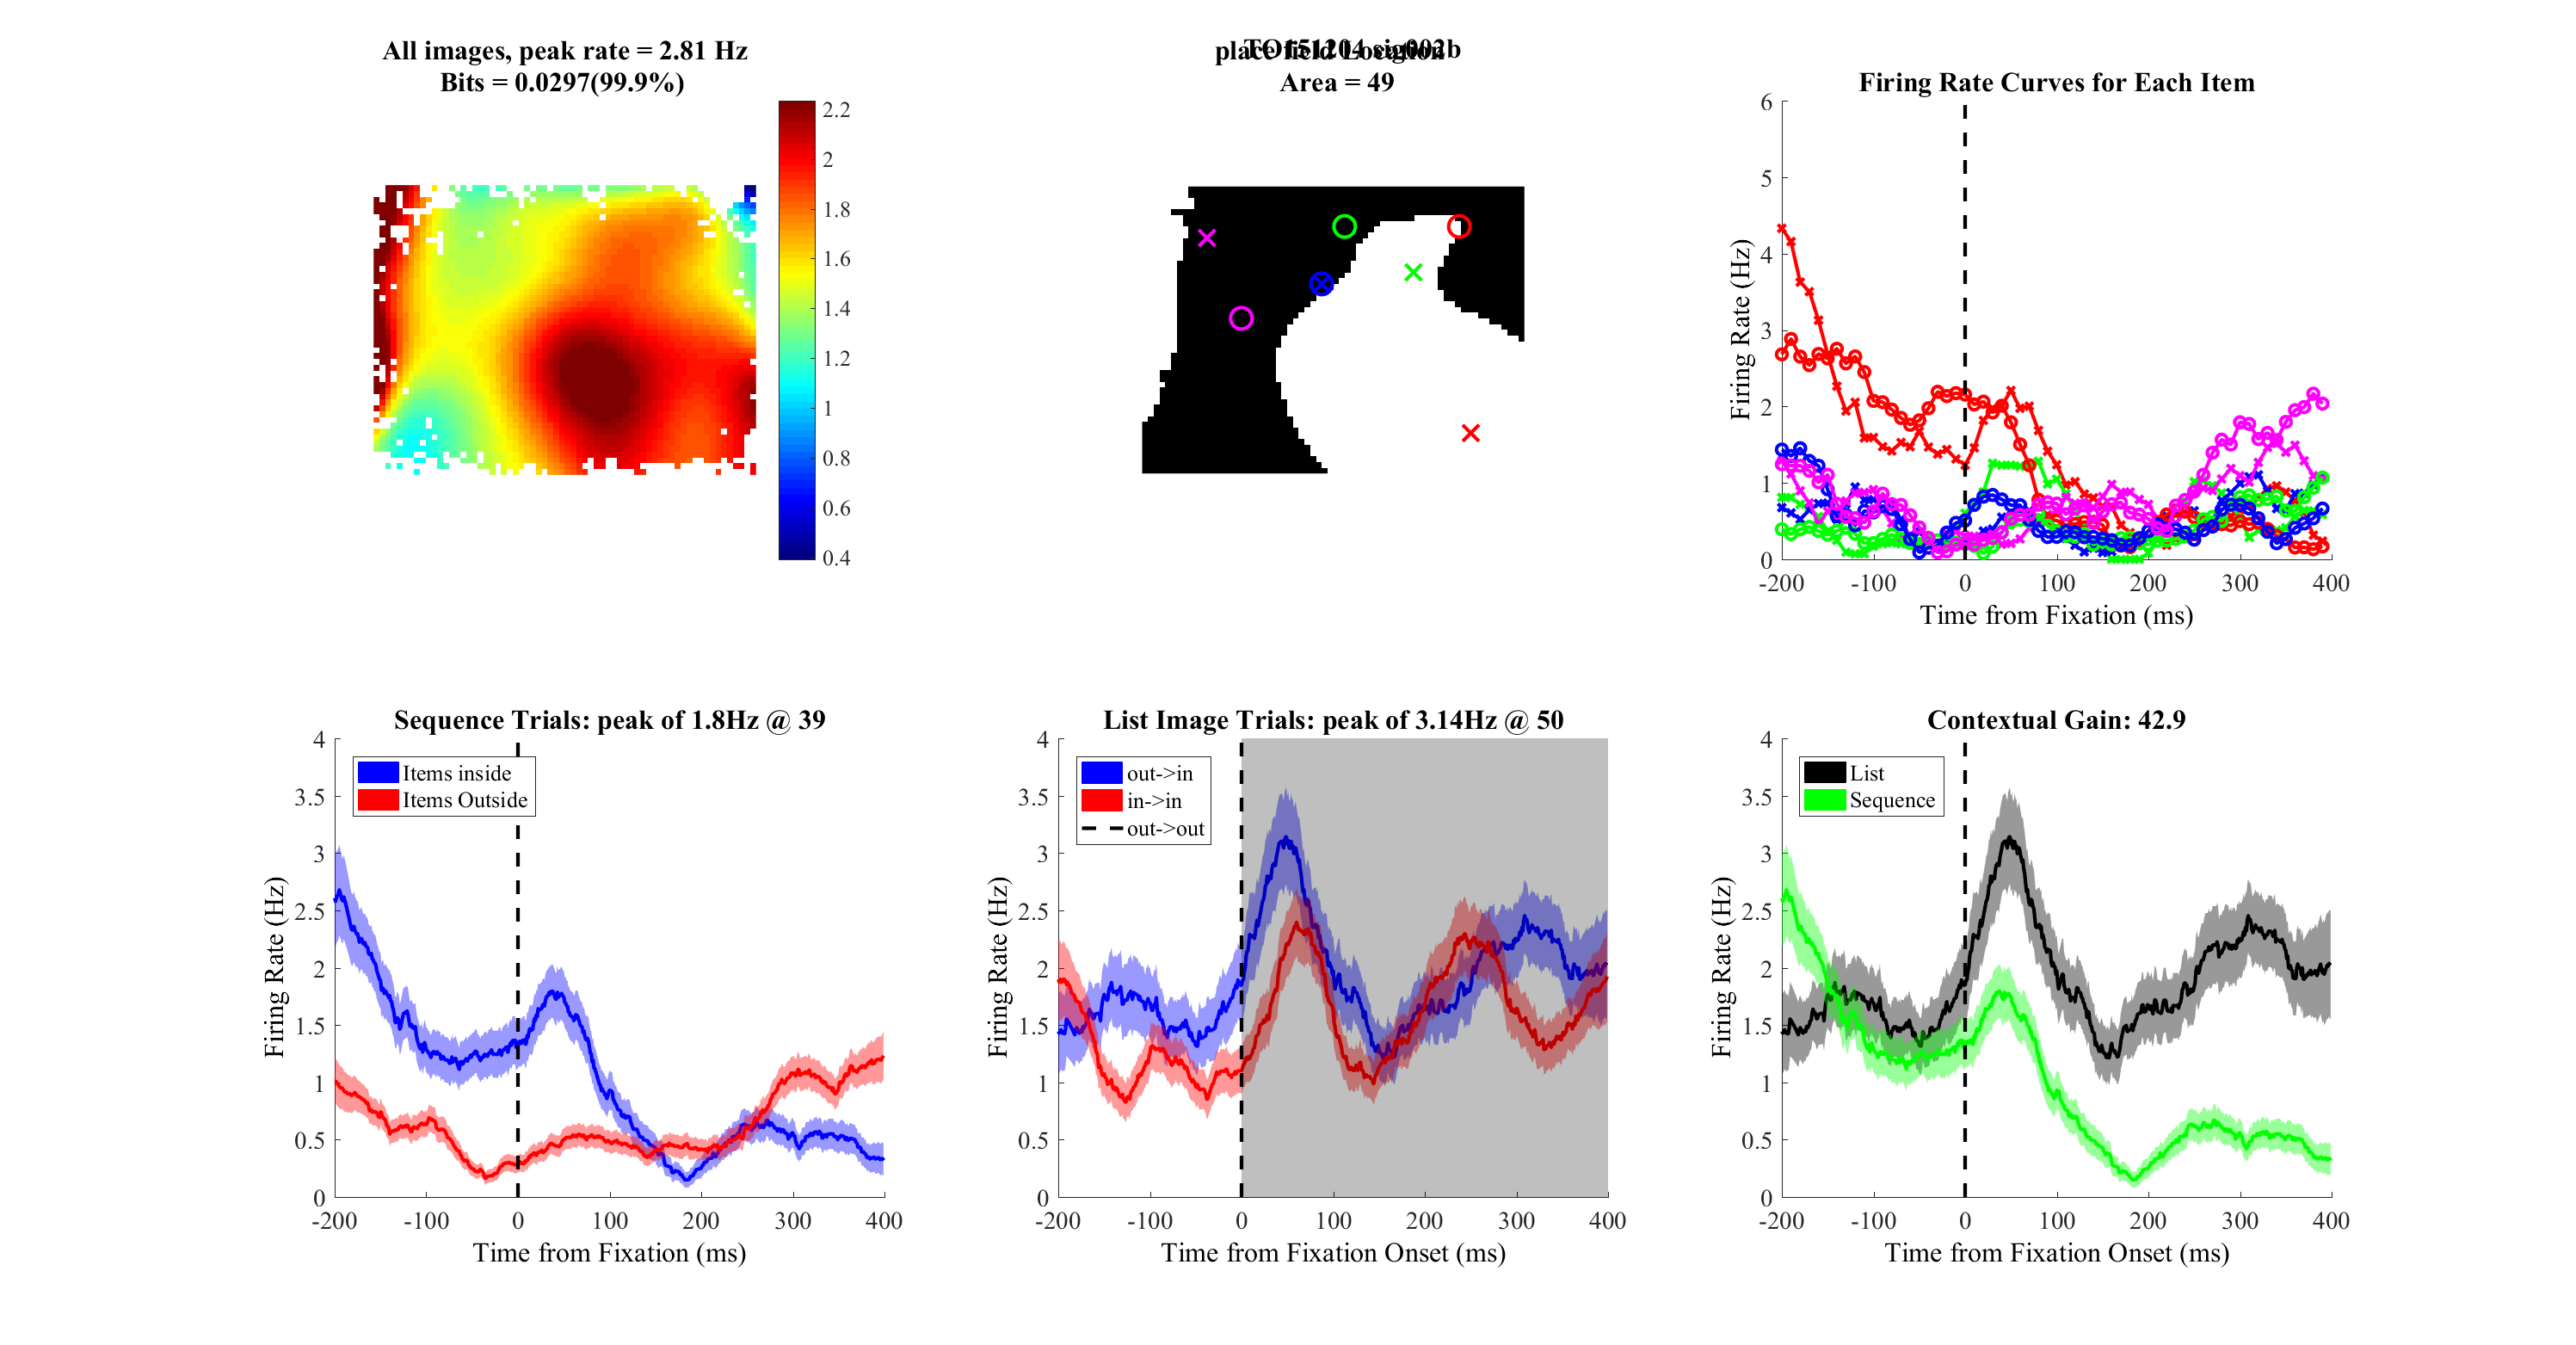 All images, peak rate = 2.81 Hz
Bits = 0.0297(99.9%)
2.2
2
1.8
1.6
1.4
1.2
1
0.8
0.6
0.4
place field Location
TO151204 sig002b
Area = 49
Firing Rate Curves for Each Item
Firing Rate (Hz)
6
5
4
3
2
1
0
-200 -100 0 100 200 300 400
Time from Fixation (ms)
Sequence Trials: peak of 1.8Hz @ 39
Items inside
Items Outside
Firing Rate (Hz)
4
3.5
3
2.5
2
1.5
1
0.5
0
-200 -100 0 100 200 300 400
Time from Fixation (ms)
List Image Trials: peak of 3.14Hz @ 50
out->in
in->in
out->out
Firing Rate (Hz)
4
3.5
3
2.5
2
1.5
1
0.5
0
-200 -100 0 100 200 300 400
Time from Fixation Onset (ms)
Contextual Gain: 42.9
List
Sequence
Firing Rate (Hz)
4
3.5
3
2.5
2
1.5
1
0.5
0
-200 -100 0 100 200 300 400
Time from Fixation Onset (ms)